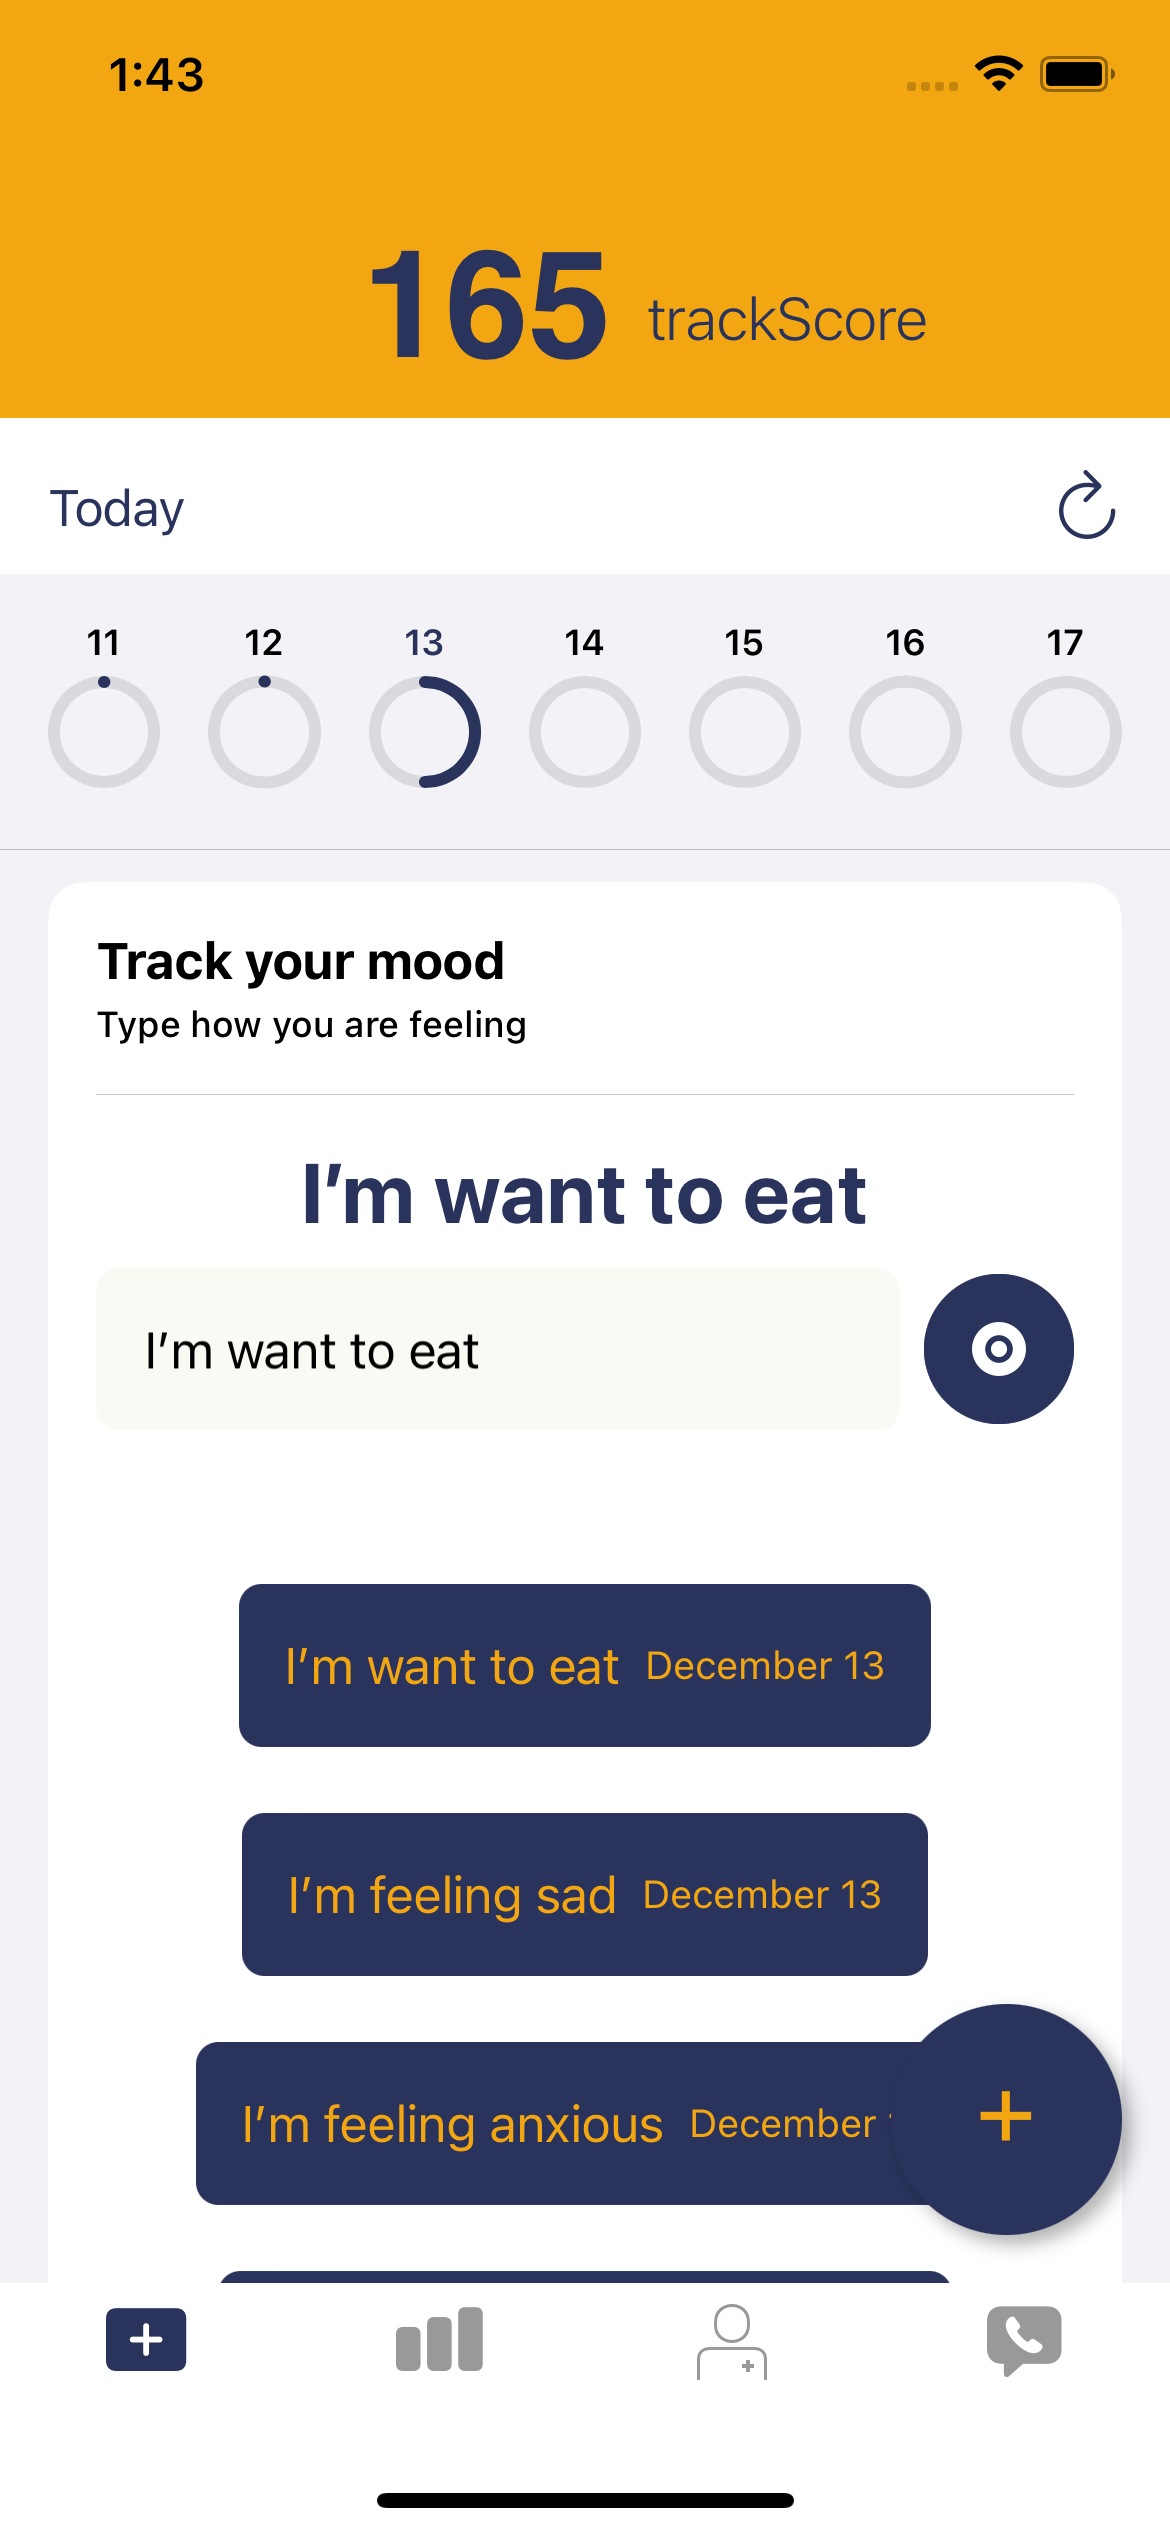 1:43
165 trackScore
Today
11 12 13 14 15 16 17
Track your mood
Type how you are feeling
I'm want to eat
I'm want to eat
I'm want to eat December 13
I'm feeling sad December 13
I'm feeling anxious December